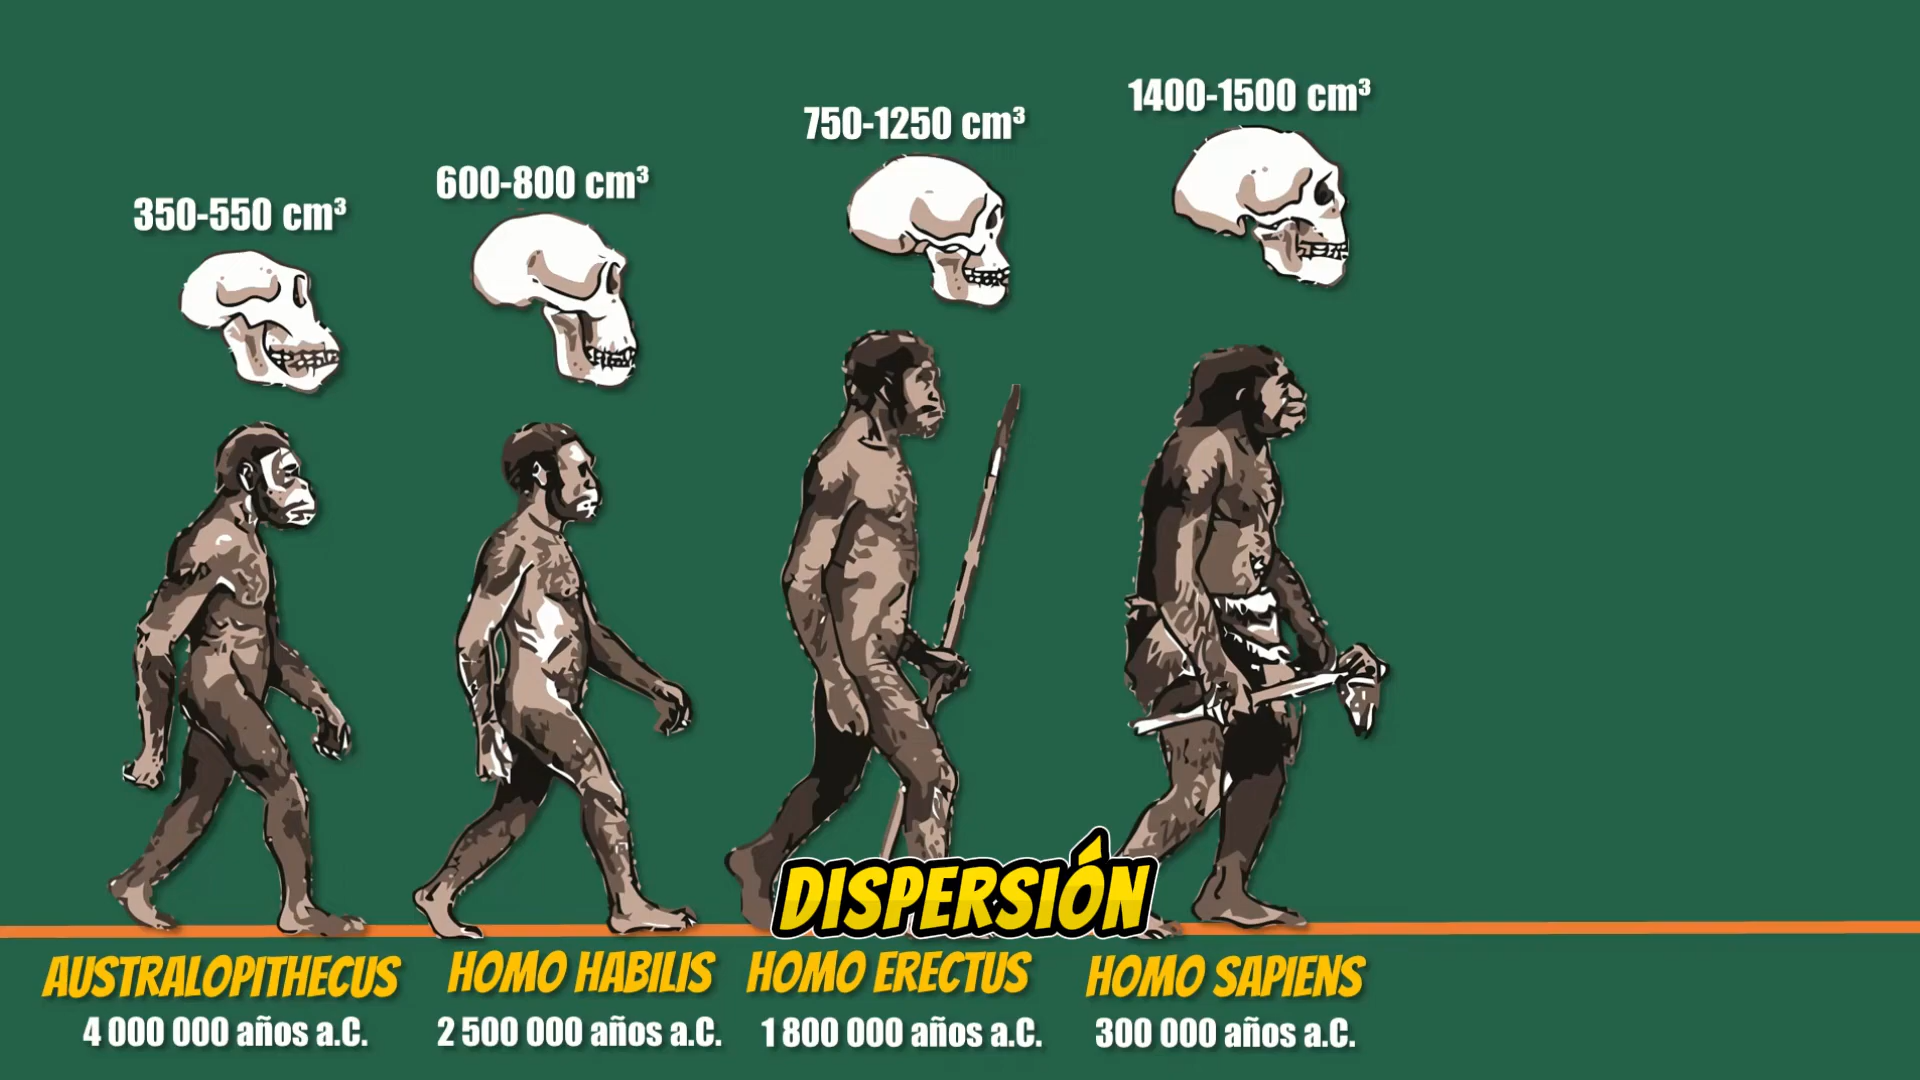 350-550 cm³
600-800 cm³
750-1250 cm³
1400-1500 cm³
DISPERSIÓN
AUSTRALOPITHECUS
4 000 000 años a.C.
HOMO HABILIS
2 500 000 años a.C.
HOMO ERECTUS
1 800 000 años a.C.
HOMO SAPIENS
300 000 años a.C.